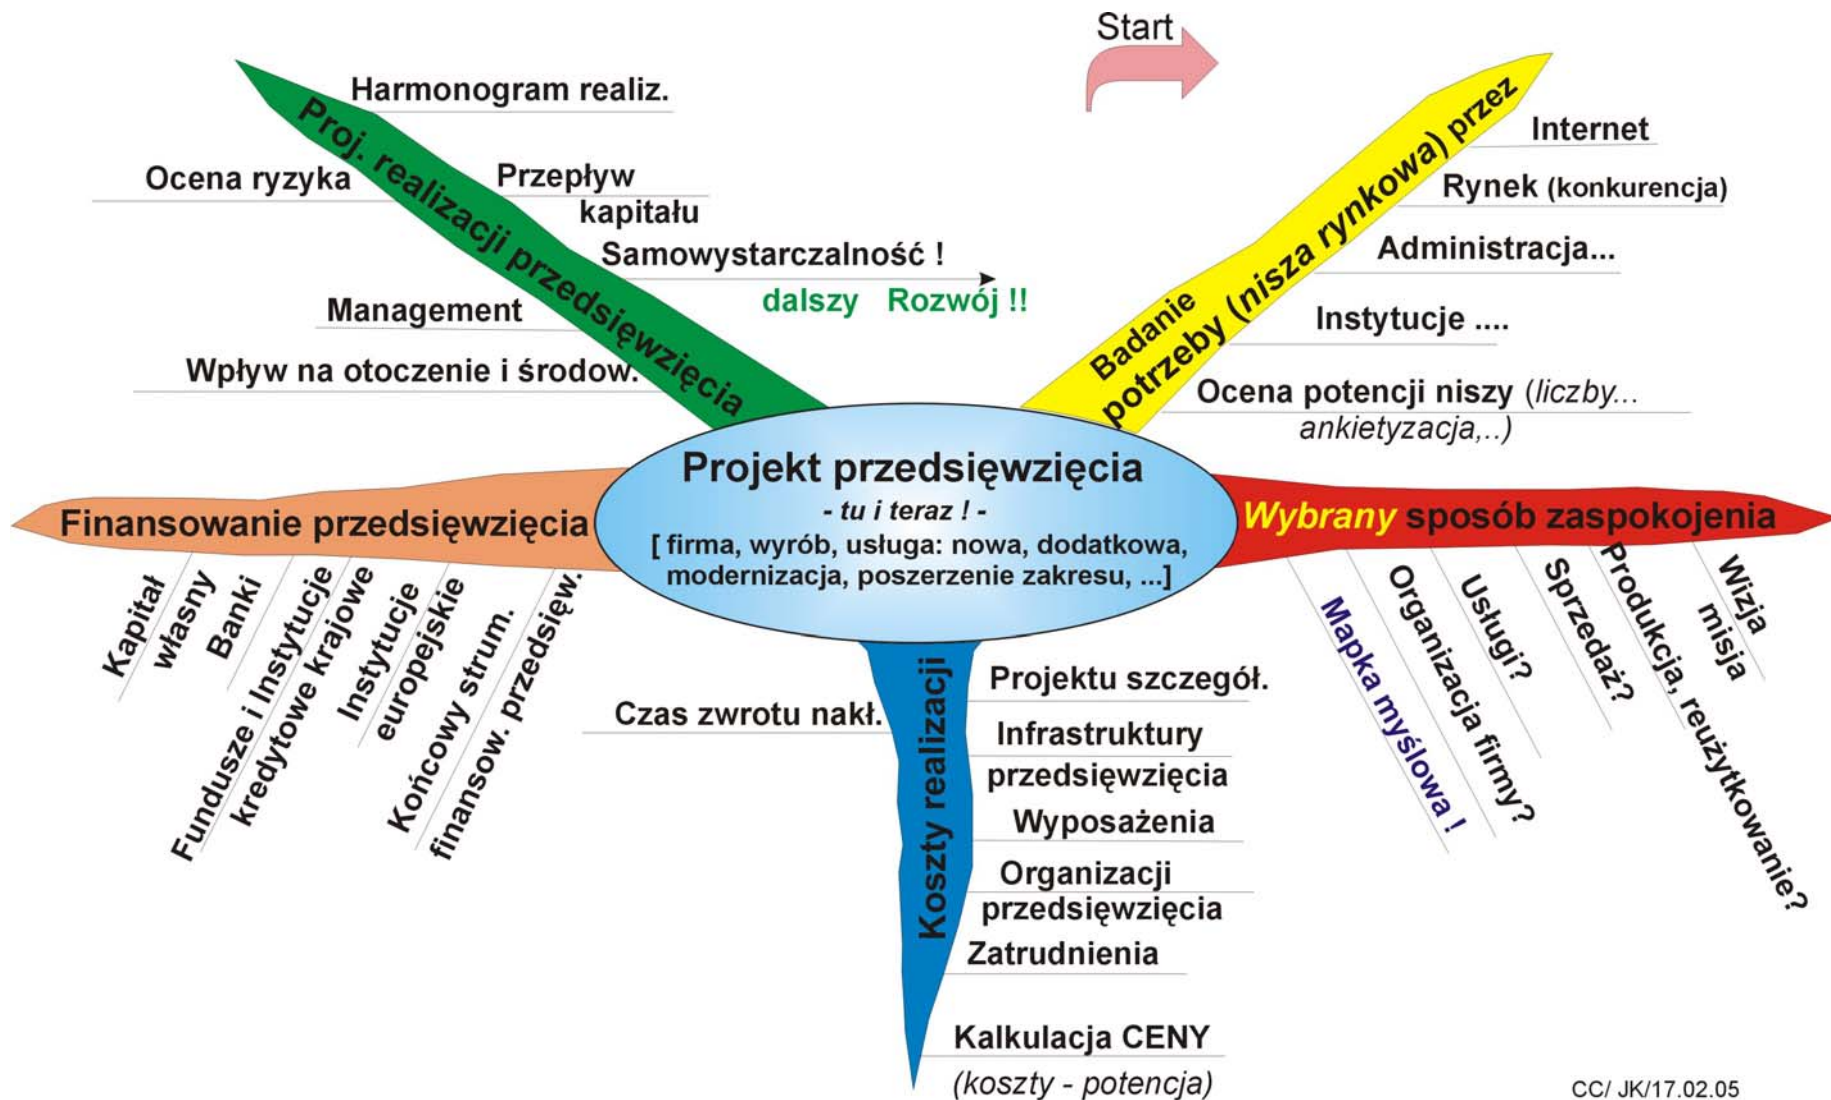 Start
Projekt przedsięwzięcia
- tu i teraz ! -
[ firma, wyrób, usługa: nowa, dodatkowa,
modernizacja, poszerzenie zakresu, ...]
Badanie
potrzeby (nisza rynkowa) przez
Internet
Rynek (konkurencja)
Administracja...
Instytucje ....
Ocena potencji niszy (liczby...
ankietyzacja,..)
Wybrany sposób zaspokojenia
Wizja
misja
Produkcja, reużytkowanie?
Sprzedaż?
Usługi?
Organizacja firmy?
Mapka myślowa !
Koszty realizacji
Projektu szczegół.
Infrastruktury
przedsięwzięcia
Wyposażenia
Organizacji
przedsięwzięcia
Zatrudnienia
Kalkulacja CENY
(koszty - potencja)
Czas zwrotu nakł.
Finansowanie przedsięwzięcia
Kapitał
własny
Banki
Fundusze i Instytucje
kredytowe krajowe
Instytucje
europejskie
Końcowy strum.
finansow. przedsięw.
Proj. realizacji przedsięwzięcia
Harmonogram realiz.
Ocena ryzyka
Przepływ
kapitału
Samowystarczalność !
dalszy Rozwój !!
Management
Wpływ na otoczenie i środow.
CC/ JK/17.02.05